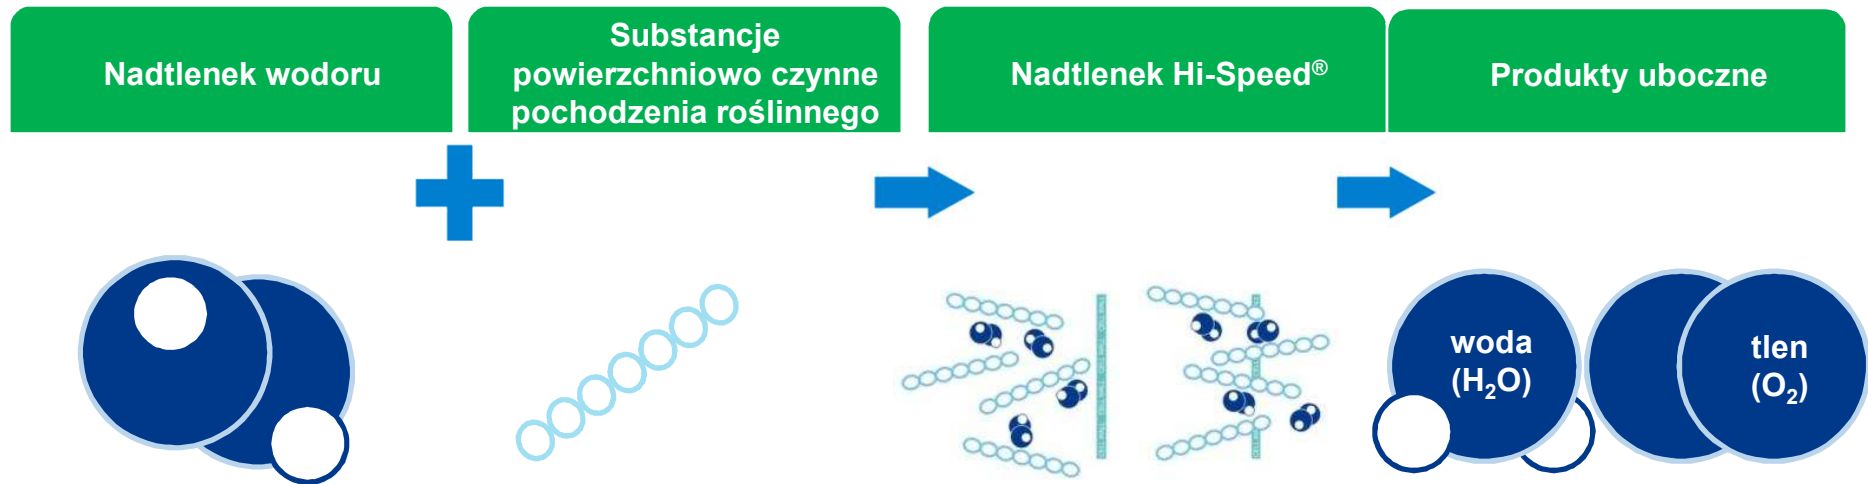 Nadtlenek wodoru
Substancje
powierzchniowo czynne
pochodzenia roślinnego
Nadtlenek Hi-Speed®
Produkty uboczne
woda
(H₂O)
tlen
(O₂)